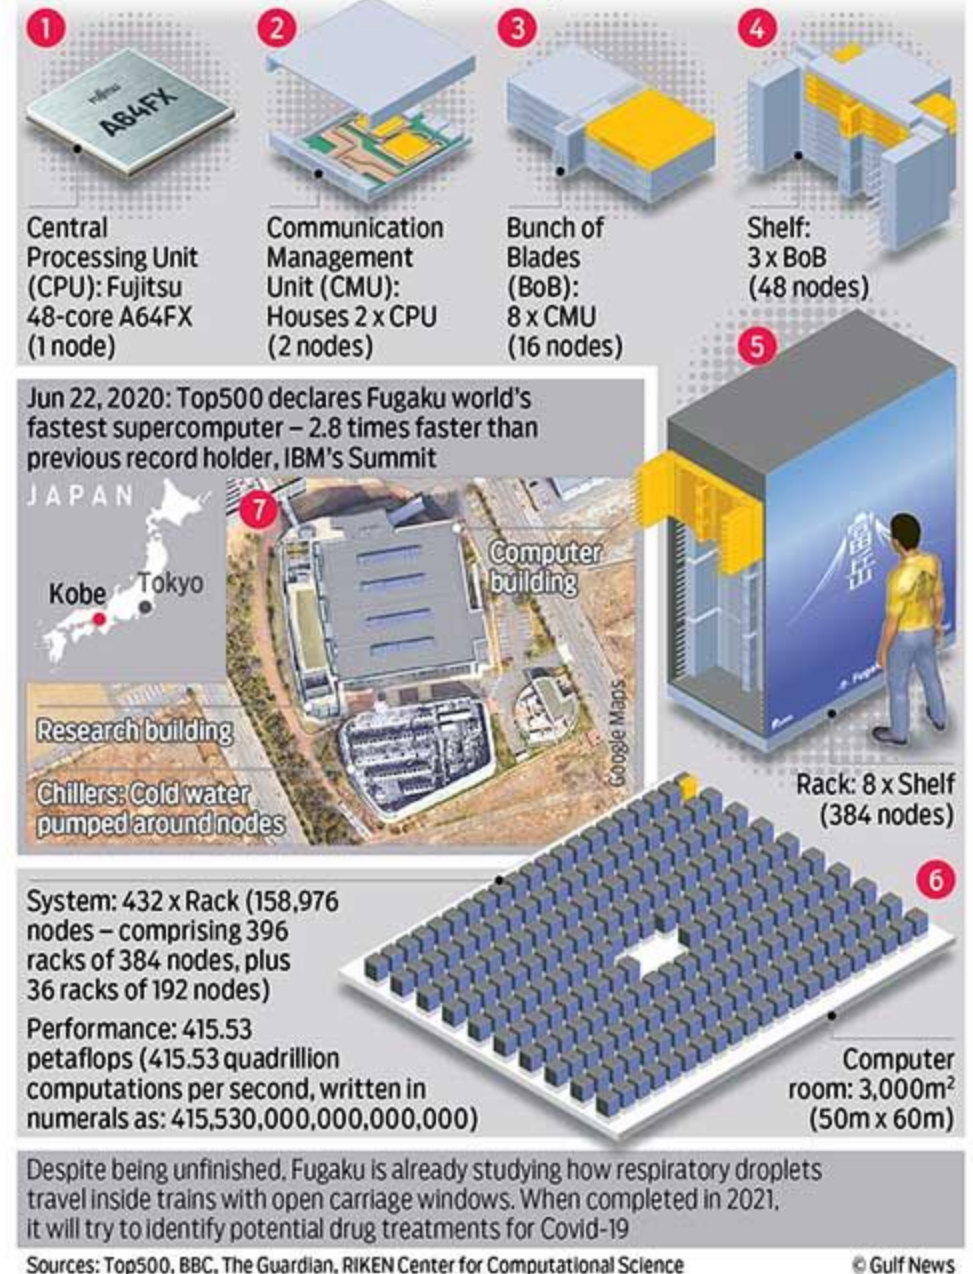 1
2
3
4
FUJITSU
A64FX
Central
Processing Unit
(CPU): Fujitsu
48-core A64FX
(1 node)
Communication
Management
Unit (CMU):
Houses 2 x CPU
(2 nodes)
Bunch of
Blades
(BoB):
8 x CMU
(16 nodes)
Shelf:
3 x BoB
(48 nodes)
5
富岳
Rack: 8 x Shelf
(384 nodes)
Jun 22, 2020: Top500 declares Fugaku world's
fastest supercomputer – 2.8 times faster than
previous record holder, IBM's Summit
JAPAN
Kobe
Tokyo
7
Computer
building
Research building
Chillers: Cold water
pumped around nodes
Google Maps
6
System: 432 x Rack (158,976
nodes – comprising 396
racks of 384 nodes, plus
36 racks of 192 nodes)
Performance: 415.53
petaflops (415.53 quadrillion
computations per second, written in
numerals as: 415,530,000,000,000,000)
Computer
room: 3,000m²
(50m x 60m)
Despite being unfinished, Fugaku is already studying how respiratory droplets
travel inside trains with open carriage windows. When completed in 2021,
it will try to identify potential drug treatments for Covid-19
Sources: Top500, BBC, The Guardian, RIKEN Center for Computational Science
© Gulf News